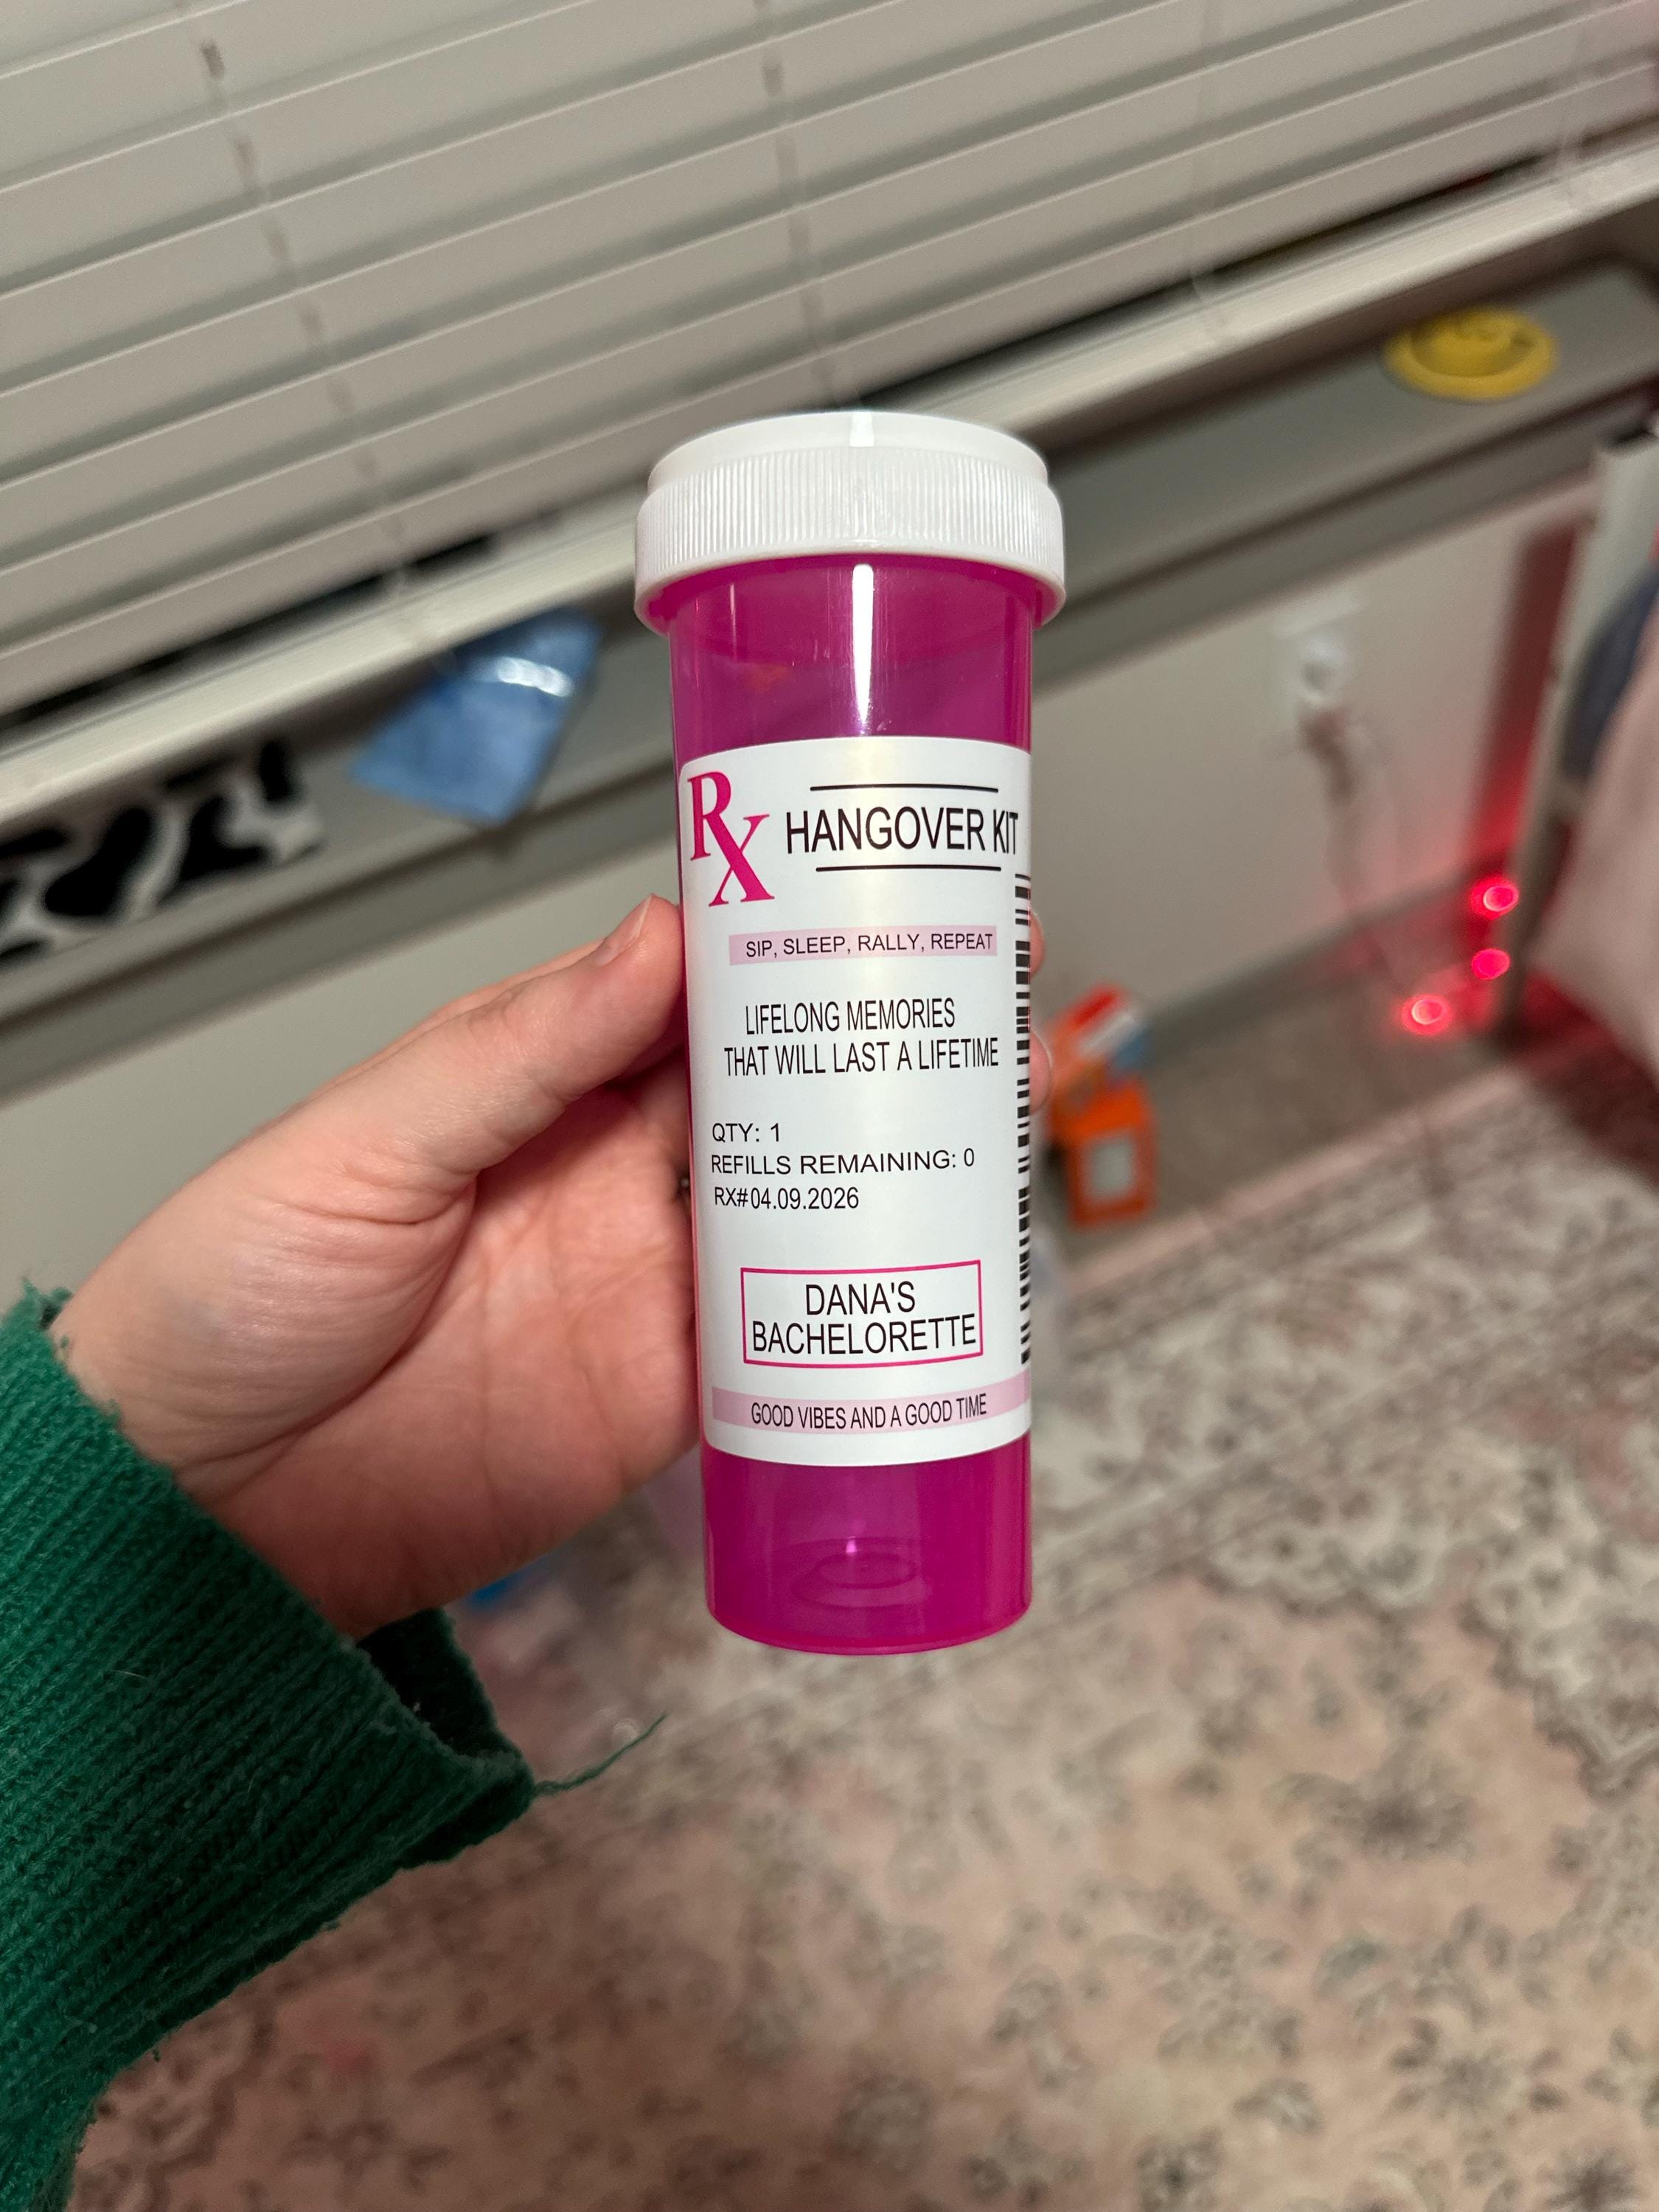 RX HANGOVER KIT
SIP, SLEEP, RALLY, REPEAT
LIFELONG MEMORIES
THAT WILL LAST A LIFETIME
QTY: 1
REFILLS REMAINING: 0
RX#04.09.2026
DANA'S
BACHELORETTE
GOOD VIBES AND A GOOD TIME